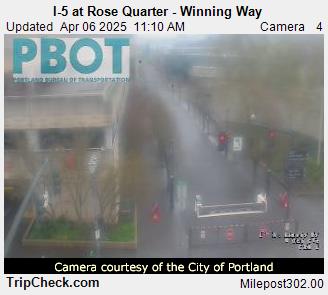 I-5 at Rose Quarter - Winning Way
Updated Apr 06 2025 11:10 AM Camera 4
PBOT
PORTLAND BUREAU OF TRANSPORTATION
Camera courtesy of the City of Portland
TripCheck.com Milepost302.00